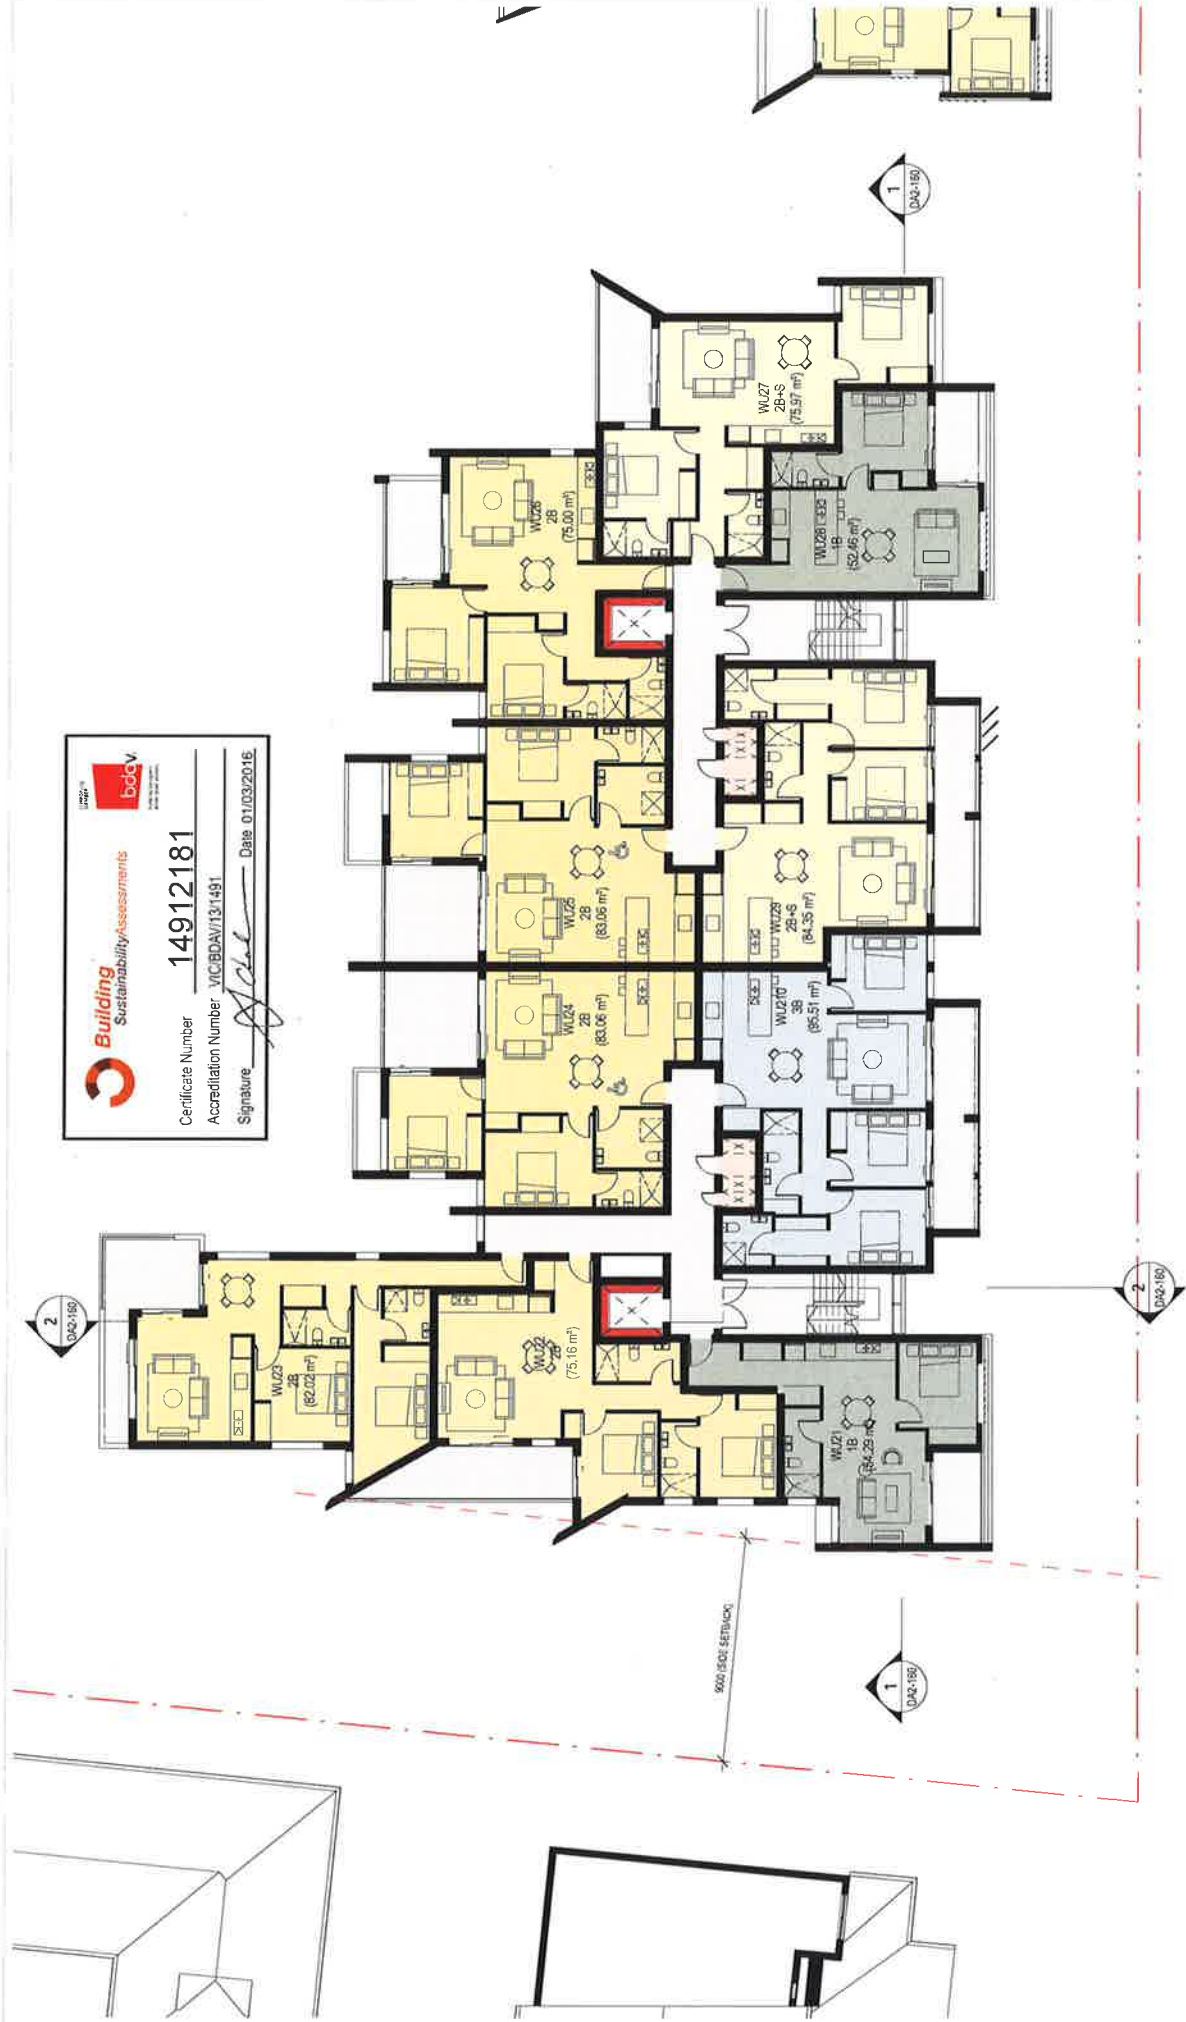 Building
SustainabilityAssessments
bdav.
Certificate Number 14912181
Accreditation Number VIC/BDAV/13/1491
Signature Date 01/03/2016
WU23
2B
(82.02 m²)
WU22
2B
(75.16 m²)
WU21
1B
(54.29 m²)
WU24
2B
(83.06 m²)
WU25
2B
(83.06 m²)
WU26
2B
(75.00 m²)
WU27
2B+S
(75.97 m²)
WU28
1B
(52.46 m²)
WU29
2B+S
(84.35 m²)
WU210
3B
(95.51 m²)
1
DA2-160
1
DA2-160
2
DA2-160
2
DA2-160
9000 (SIDE SETBACK)